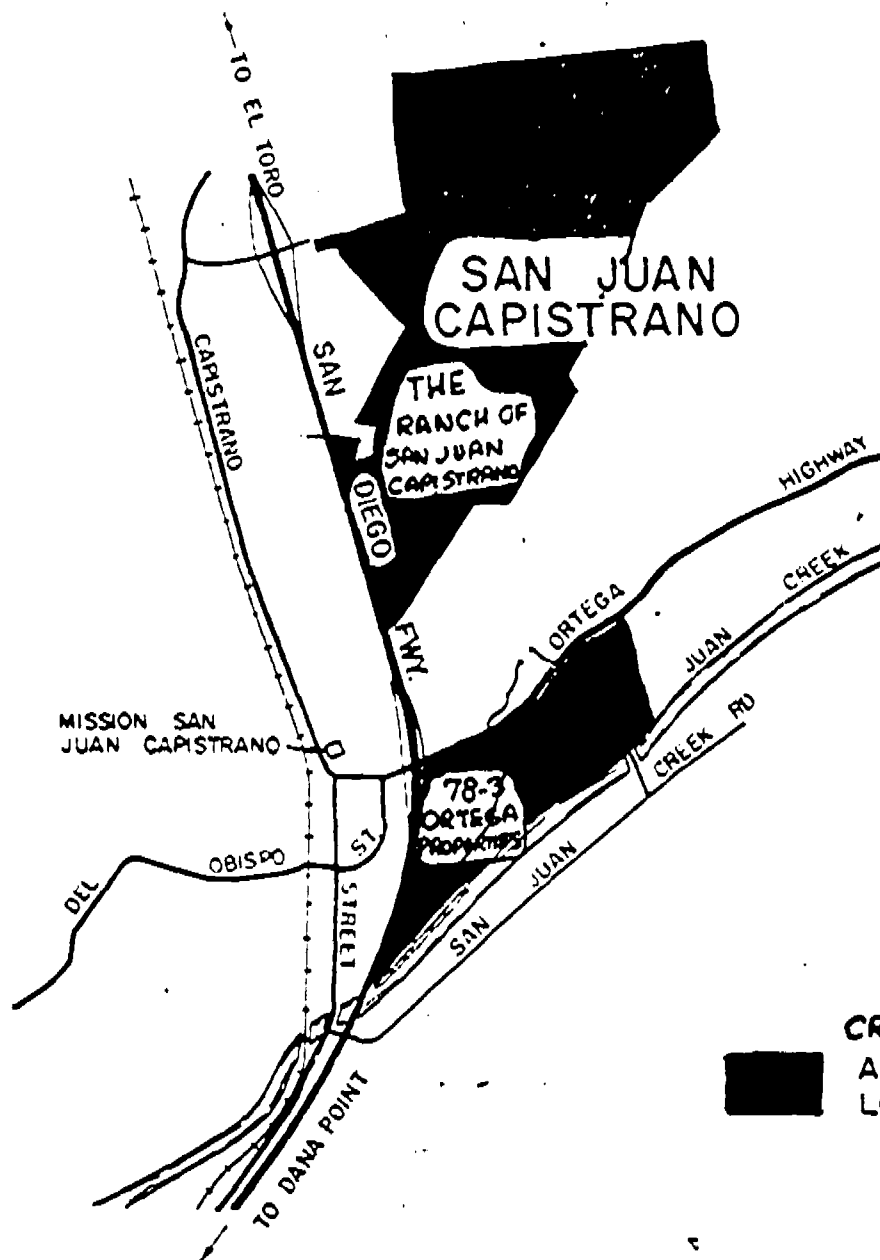 TO EL TORO
SAN JUAN
CAPISTRANO
CAPISTRANO
SAN
DIEGO
FWY.
THE
RANCH OF
SAN JUAN
CAPISTRANO
HIGHWAY
ORTEGA
JUAN CREEK
MISSION SAN
JUAN CAPISTRANO
78-3
ORTEGA
PROPERTIES
CREEK RD
DEL
OBISPO
ST.
STREET
SAN JUAN
TO DANA POINT